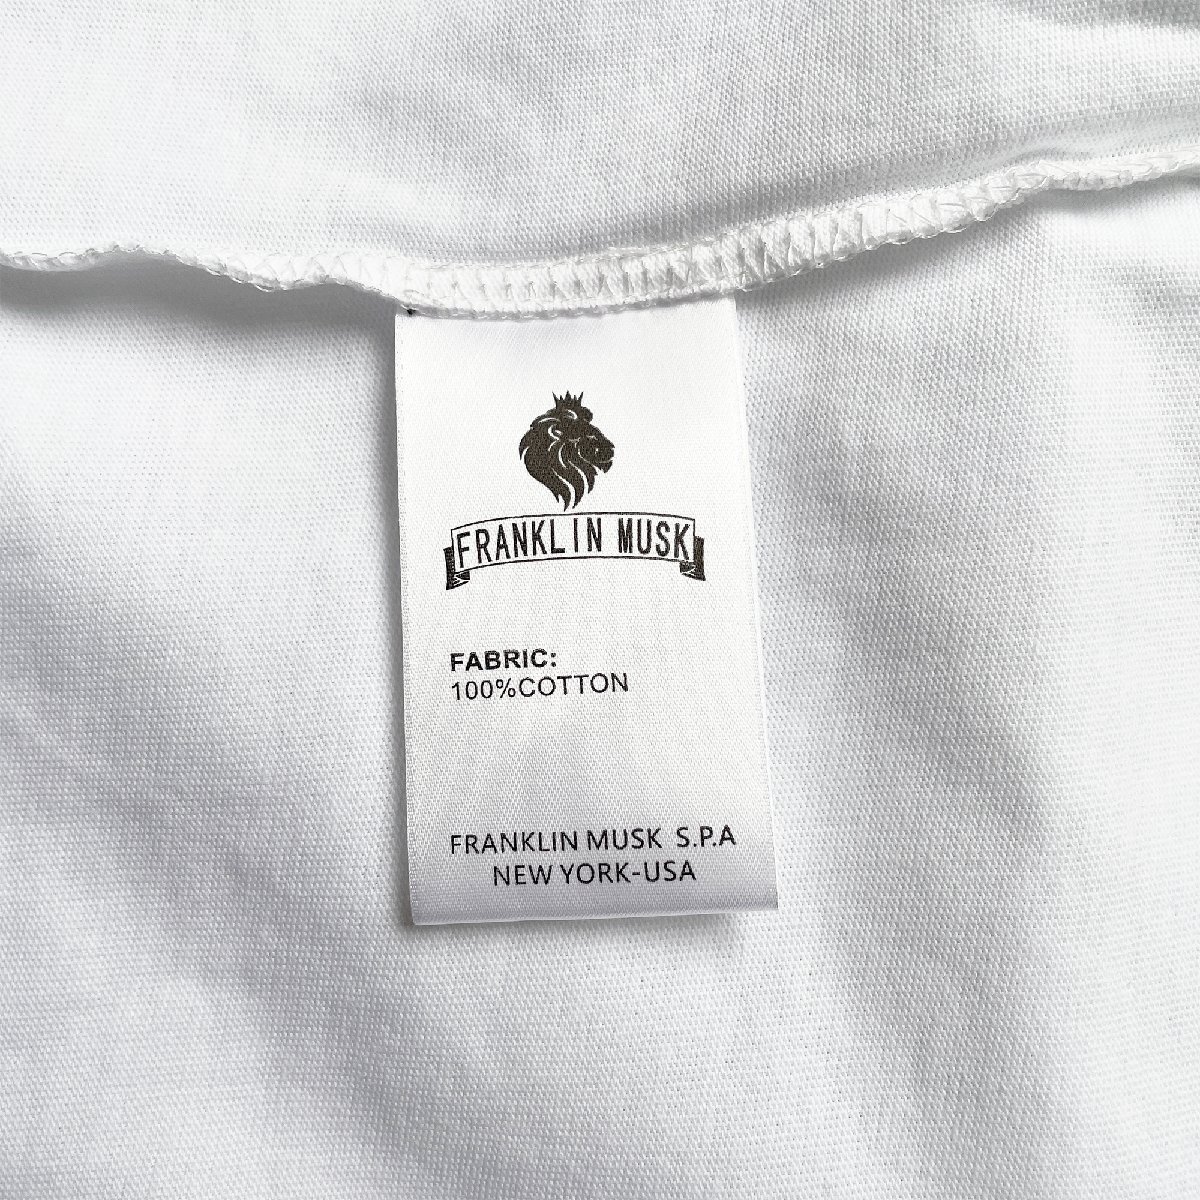 FRANKLIN MUSK
FABRIC:
100%COTTON
FRANKLIN MUSK S.P.A
NEW YORK-USA